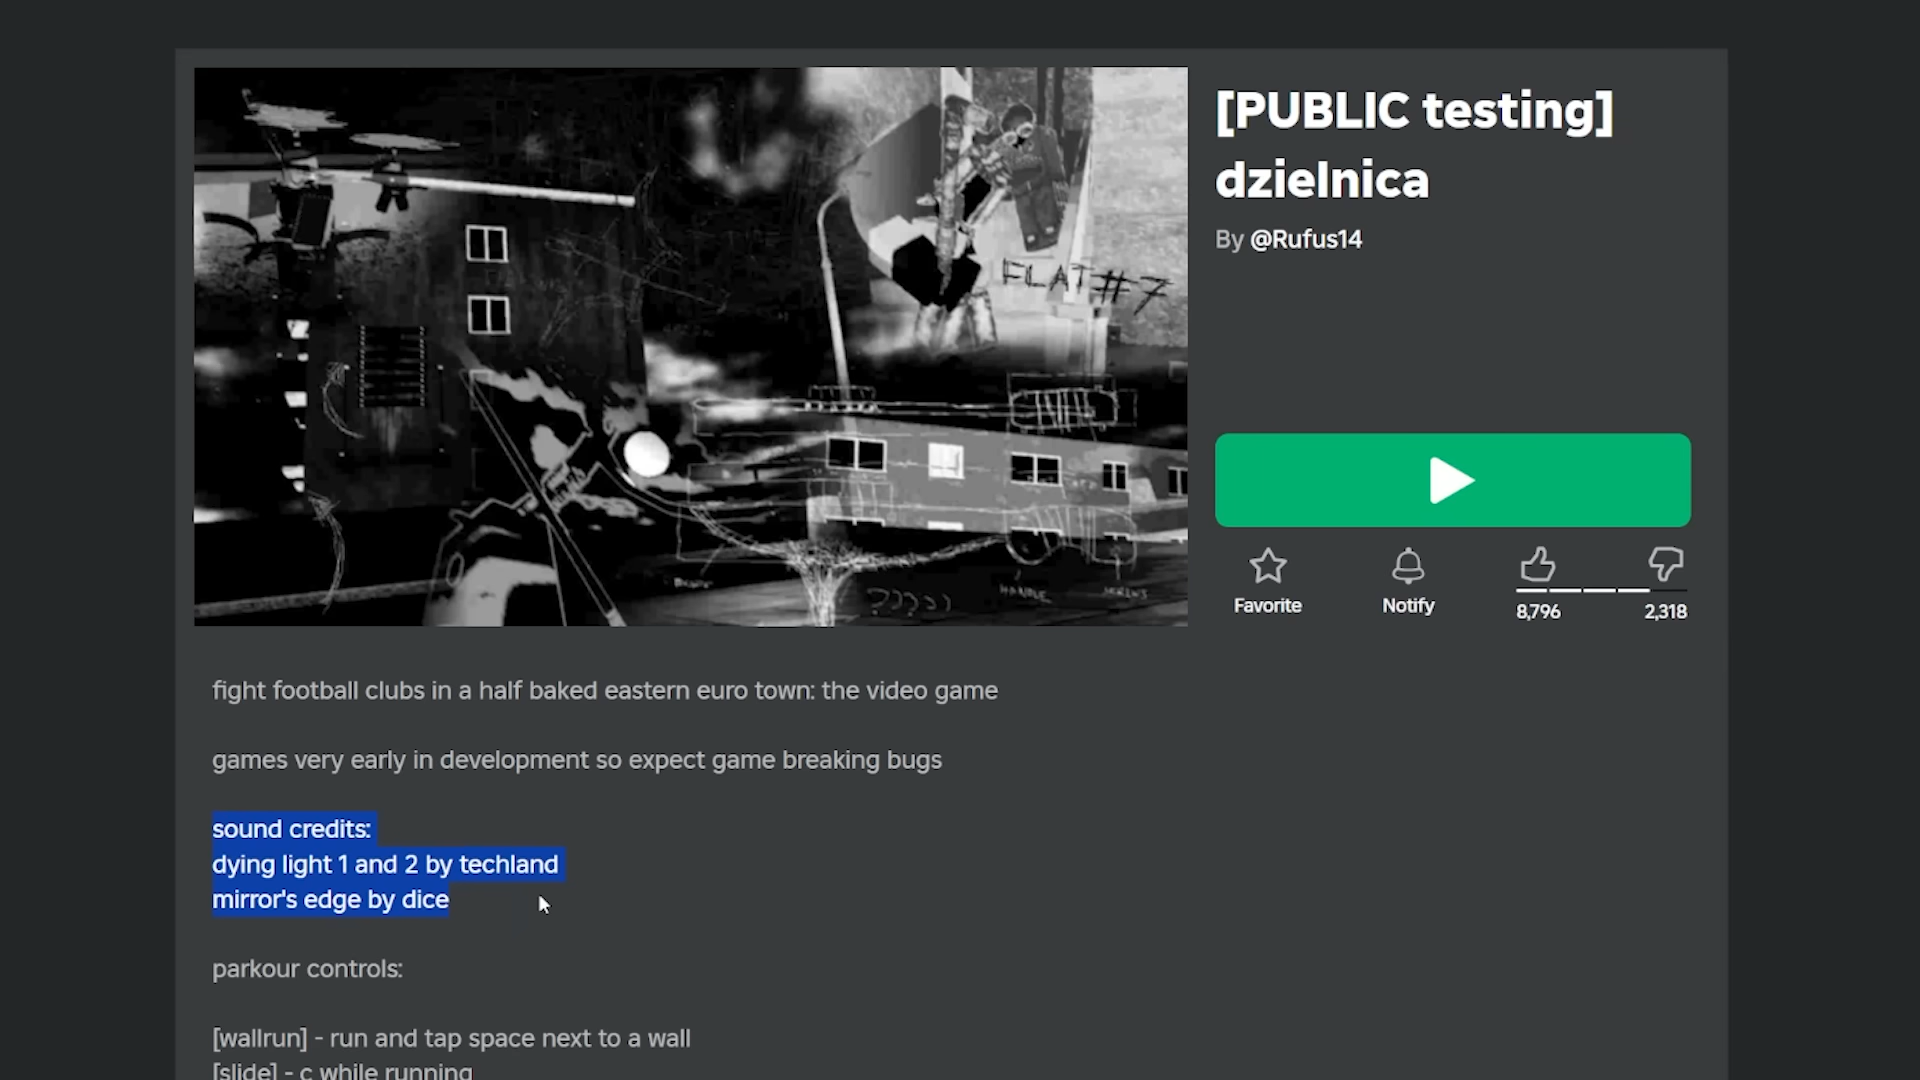 [PUBLIC testing]
dzielnica
By @Rufus14
FLAT#7
?????
HANDLE
Favorite
Notify
8,796
2,318
fight football clubs in a half baked eastern euro town: the video game
games very early in development so expect game breaking bugs
sound credits:
dying light 1 and 2 by techland
mirror's edge by dice
parkour controls:
[wallrun] - run and tap space next to a wall
[slide] - c while running